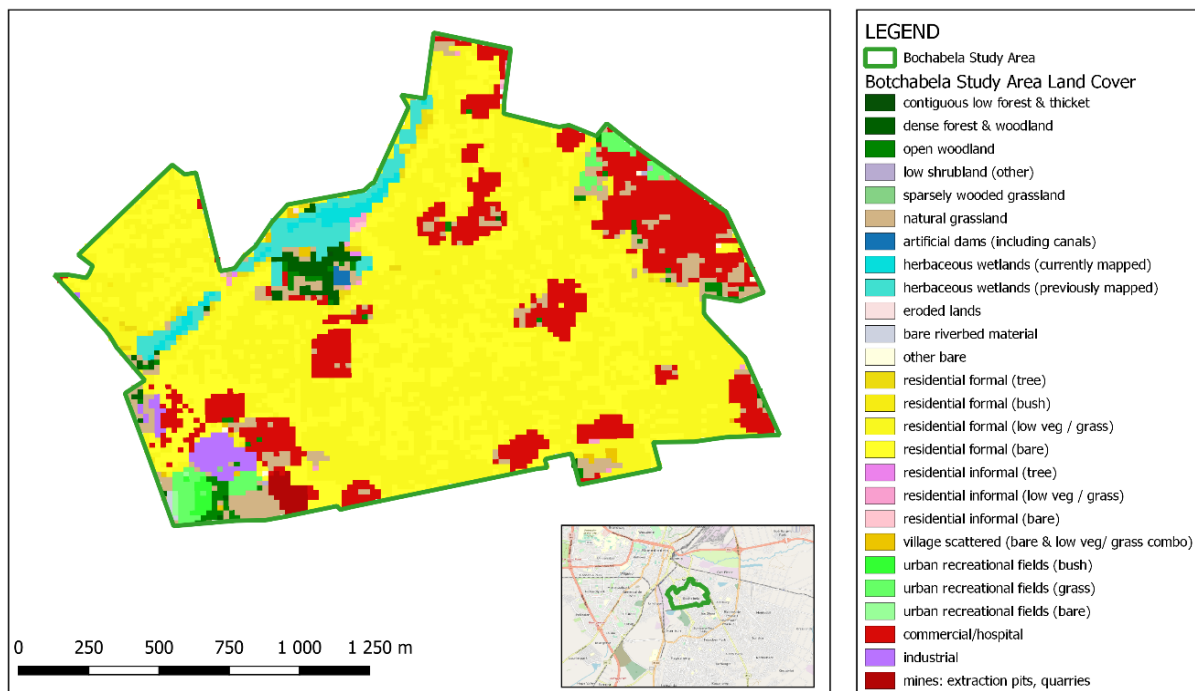 LEGEND
Bochabela Study Area
Botchabela Study Area Land Cover
contiguous low forest & thicket
dense forest & woodland
open woodland
low shrubland (other)
sparsely wooded grassland
natural grassland
artificial dams (including canals)
herbaceous wetlands (currently mapped)
herbaceous wetlands (previously mapped)
eroded lands
bare riverbed material
other bare
residential formal (tree)
residential formal (bush)
residential formal (low veg / grass)
residential formal (bare)
residential informal (tree)
residential informal (low veg / grass)
residential informal (bare)
village scattered (bare & low veg/ grass combo)
urban recreational fields (bush)
urban recreational fields (grass)
urban recreational fields (bare)
commercial/hospital
industrial
mines: extraction pits, quarries
0 250 500 750 1 000 1 250 m